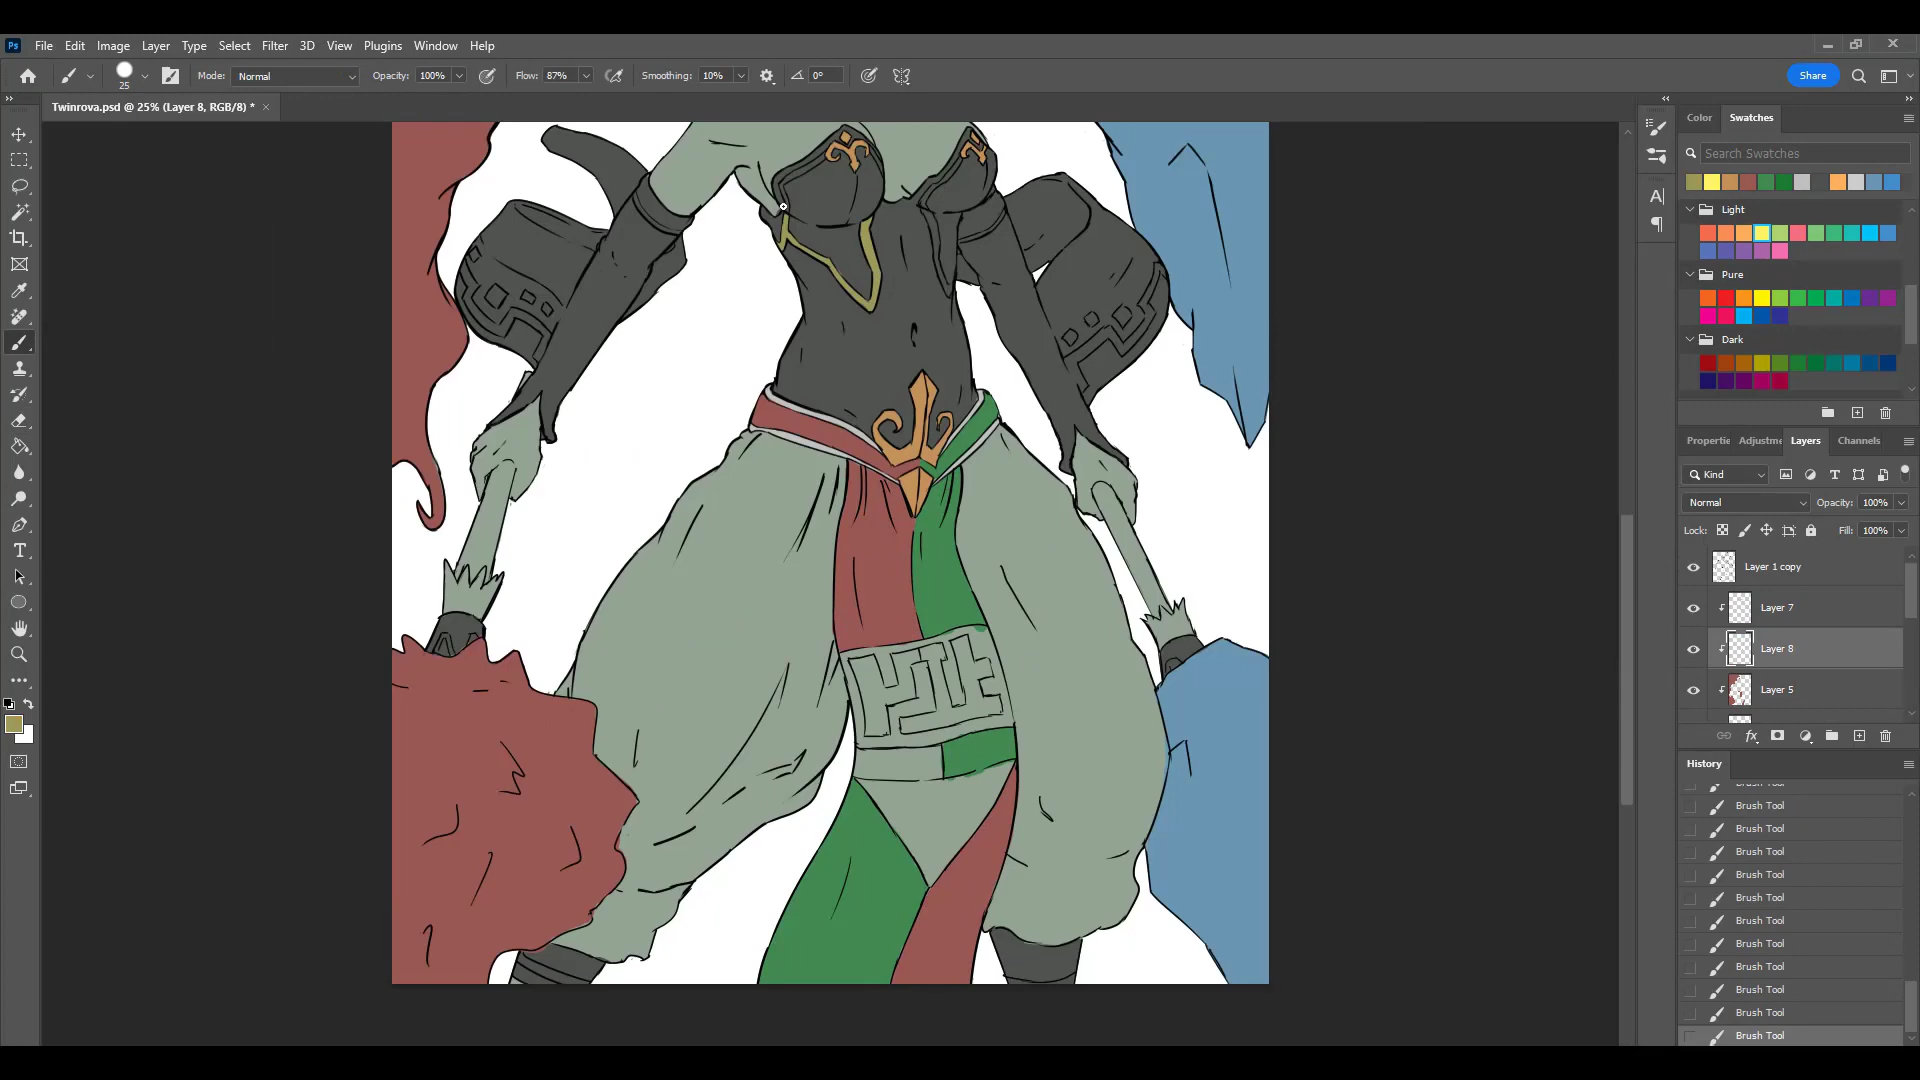 Ps File Edit Image Layer Type Select Filter 3D View Plugins Window Help
25 Mode: Normal Opacity: 100% Flow: 87% Smoothing: 10% 0° Share
Twinrova.psd @ 25% (Layer 8, RGB/8) * ×
Color Swatches
Search Swatches
Light
Pure
Dark
Properti Adjustme Layers Channels
Kind
Normal Opacity: 100%
Lock: Fill: 100%
Layer 1 copy
Layer 7
Layer 8
Layer 5
History
Brush Tool
Brush Tool
Brush Tool
Brush Tool
Brush Tool
Brush Tool
Brush Tool
Brush Tool
Brush Tool
Brush Tool
Brush Tool